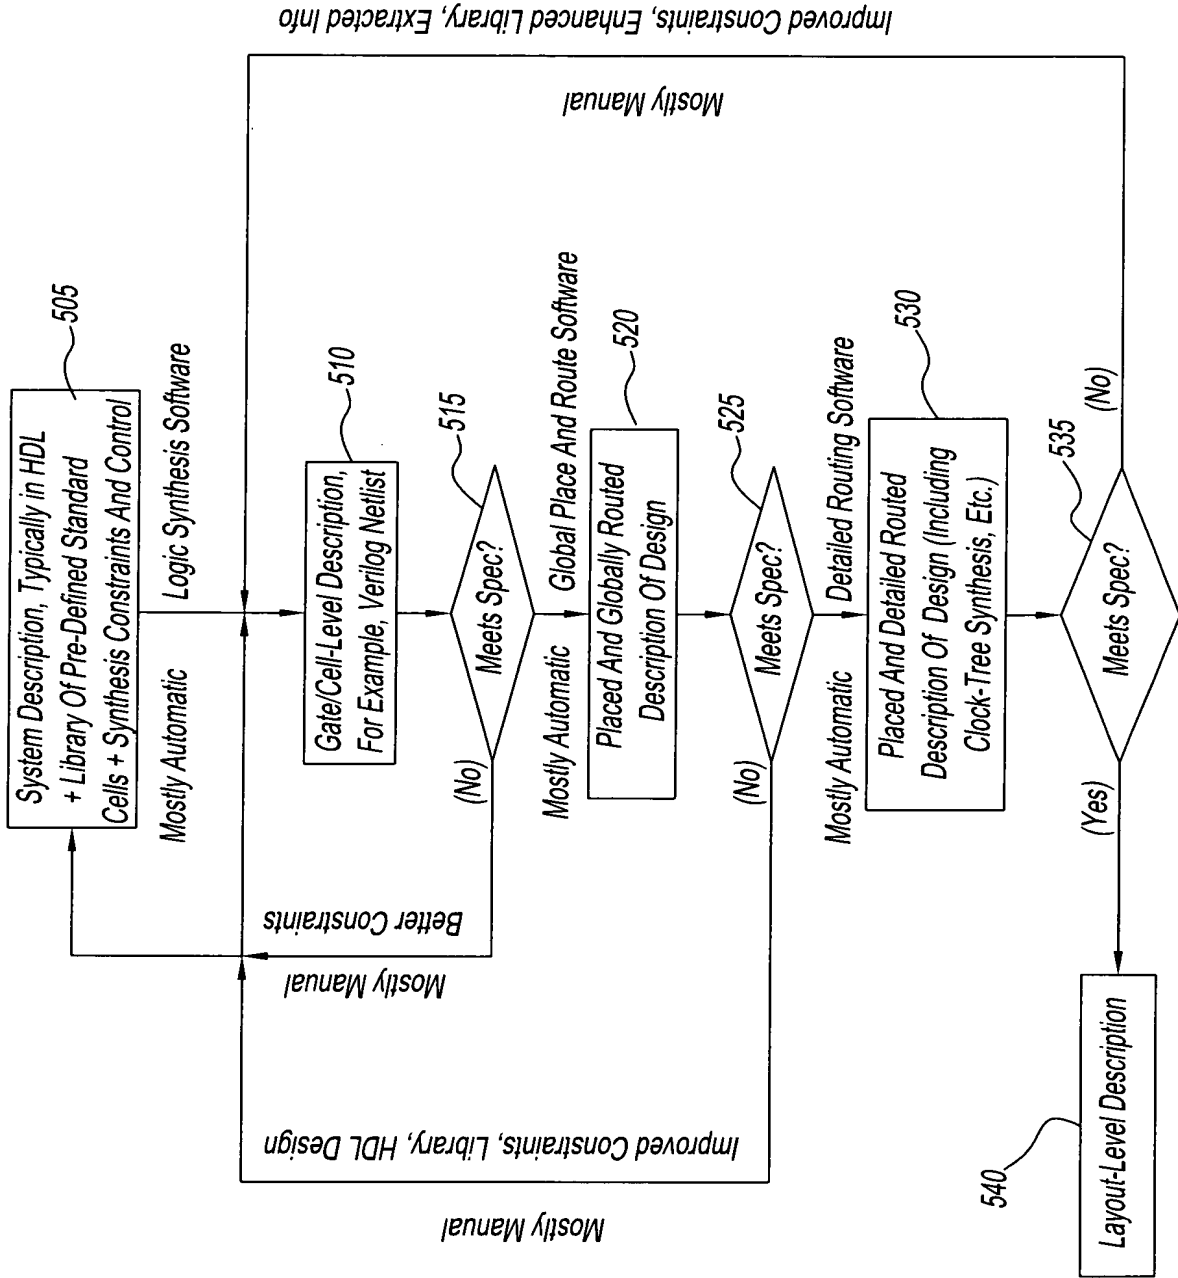 505
System Description, Typically in HDL
+ Library Of Pre-Defined Standard
Cells + Synthesis Constraints And Control
Mostly Automatic
Logic Synthesis Software
510
Gate/Cell-Level Description,
For Example, Verilog Netlist
515
Meets Spec?
(No)
Better Constraints
Mostly Manual
Mostly Automatic
Global Place And Route Software
520
Placed And Globally Routed
Description Of Design
525
Meets Spec?
(No)
Improved Constraints, Library, HDL Design
Mostly Manual
Mostly Automatic
Detailed Routing Software
530
Placed And Detailed Routed
Description Of Design (Including
Clock-Tree Synthesis, Etc.)
535
Meets Spec?
(No)
Mostly Manual
Improved Constraints, Enhanced Library, Extracted Info
(Yes)
540
Layout-Level Description